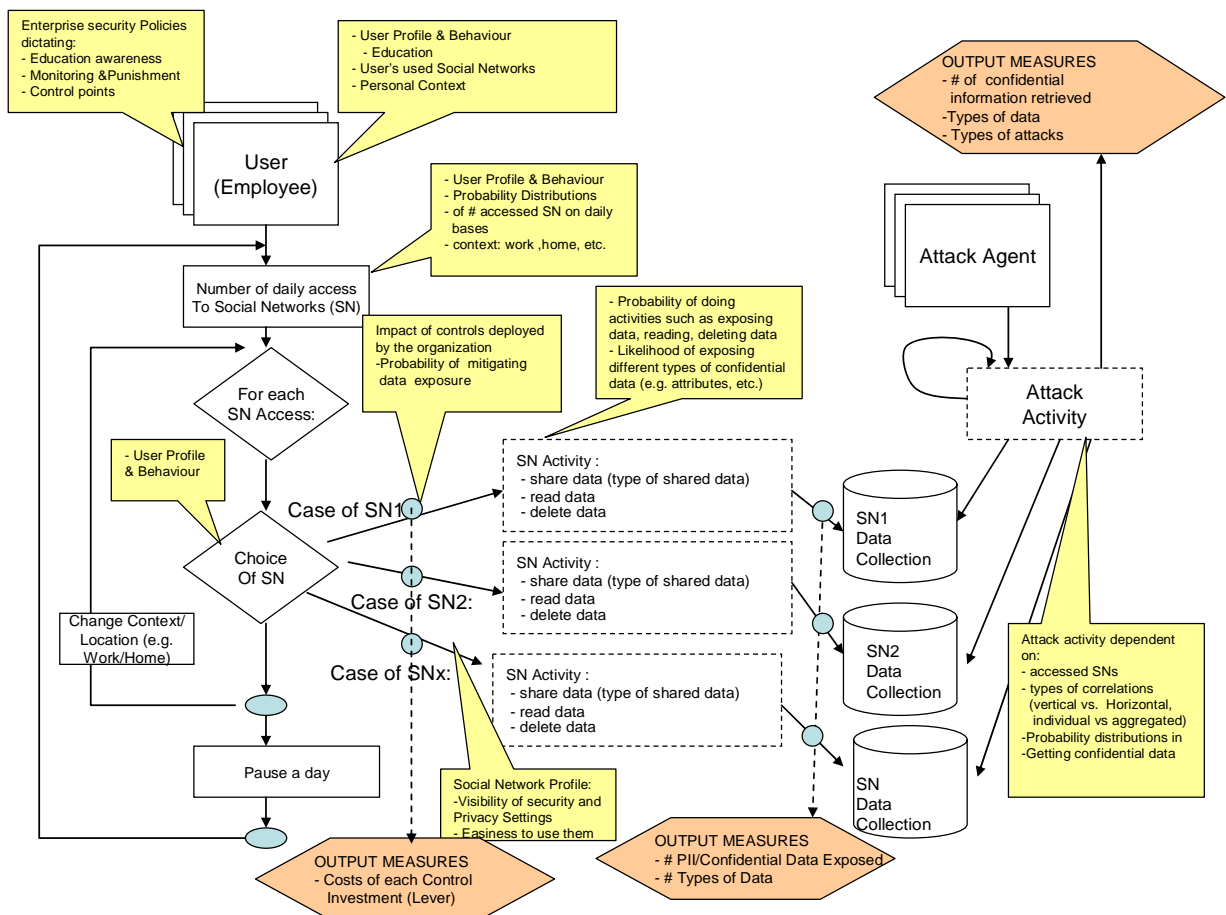 Enterprise security Policies
dictating:
- Education awareness
- Monitoring &Punishment
- Control points
- User Profile & Behaviour
- Education
- User's used Social Networks
- Personal Context
OUTPUT MEASURES
- # of confidential
information retrieved
-Types of data
- Types of attacks
User
(Employee)
- User Profile & Behaviour
- Probability Distributions
- of # accessed SN on daily
bases
- context: work ,home, etc.
Attack Agent
Number of daily access
To Social Networks (SN)
Impact of controls deployed
by the organization
-Probability of mitigating
data exposure
- Probability of doing
activities such as exposing
data, reading, deleting data
- Likelihood of exposing
different types of confidential
data (e.g. attributes, etc.)
For each
SN Access:
Attack
Activity
- User Profile
& Behaviour
Case of SN1
SN Activity :
- share data (type of shared data)
- read data
- delete data
SN1
Data
Collection
Choice
Of SN
Case of SN2:
SN Activity :
- share data (type of shared data)
- read data
- delete data
SN2
Data
Collection
Change Context/
Location (e.g.
Work/Home)
Case of SNx:
SN Activity :
- share data (type of shared data)
- read data
- delete data
SN
Data
Collection
Attack activity dependent
on:
- accessed SNs
- types of correlations
(vertical vs. Horizontal,
individual vs aggregated)
-Probability distributions in
-Getting confidential data
Pause a day
Social Network Profile:
-Visibility of security and
Privacy Settings
- Easiness to use them
OUTPUT MEASURES
- Costs of each Control
Investment (Lever)
OUTPUT MEASURES
- # PII/Confidential Data Exposed
- # Types of Data